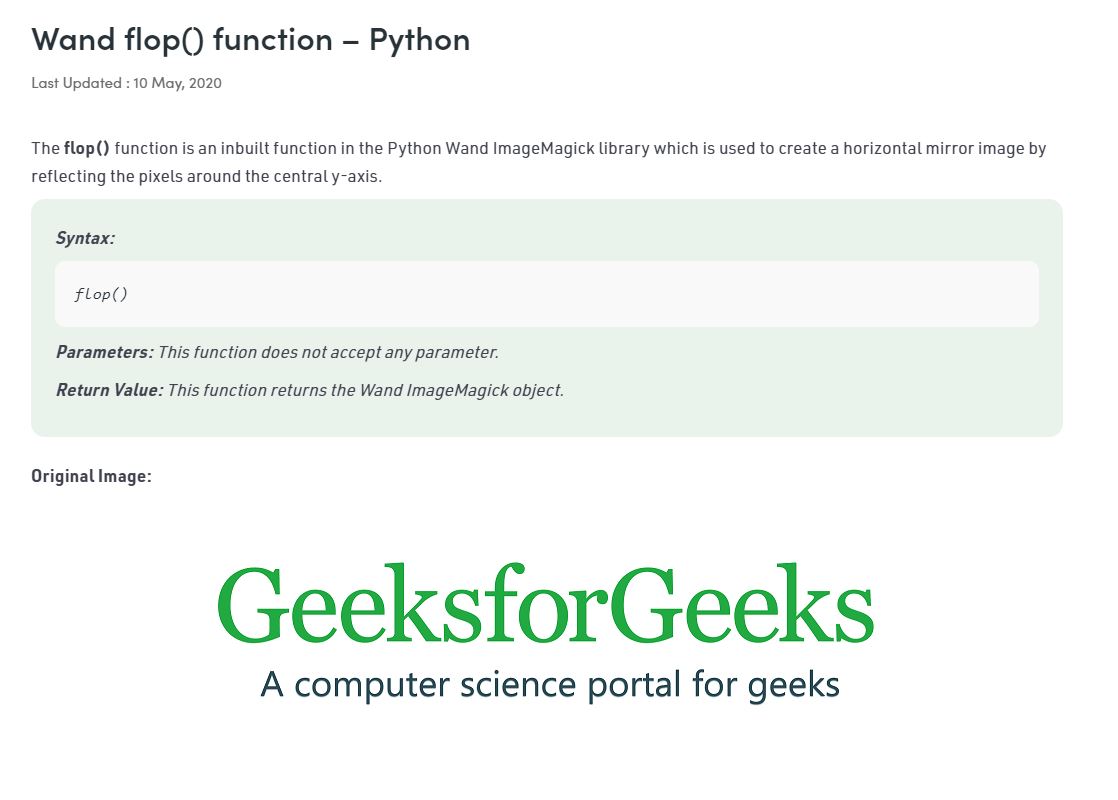 Wand flop() function – Python
Last Updated : 10 May, 2020
The flop() function is an inbuilt function in the Python Wand ImageMagick library which is used to create a horizontal mirror image by
reflecting the pixels around the central y-axis.
Syntax:
flop()
Parameters: This function does not accept any parameter.
Return Value: This function returns the Wand ImageMagick object.
Original Image:
GeeksforGeeks
A computer science portal for geeks